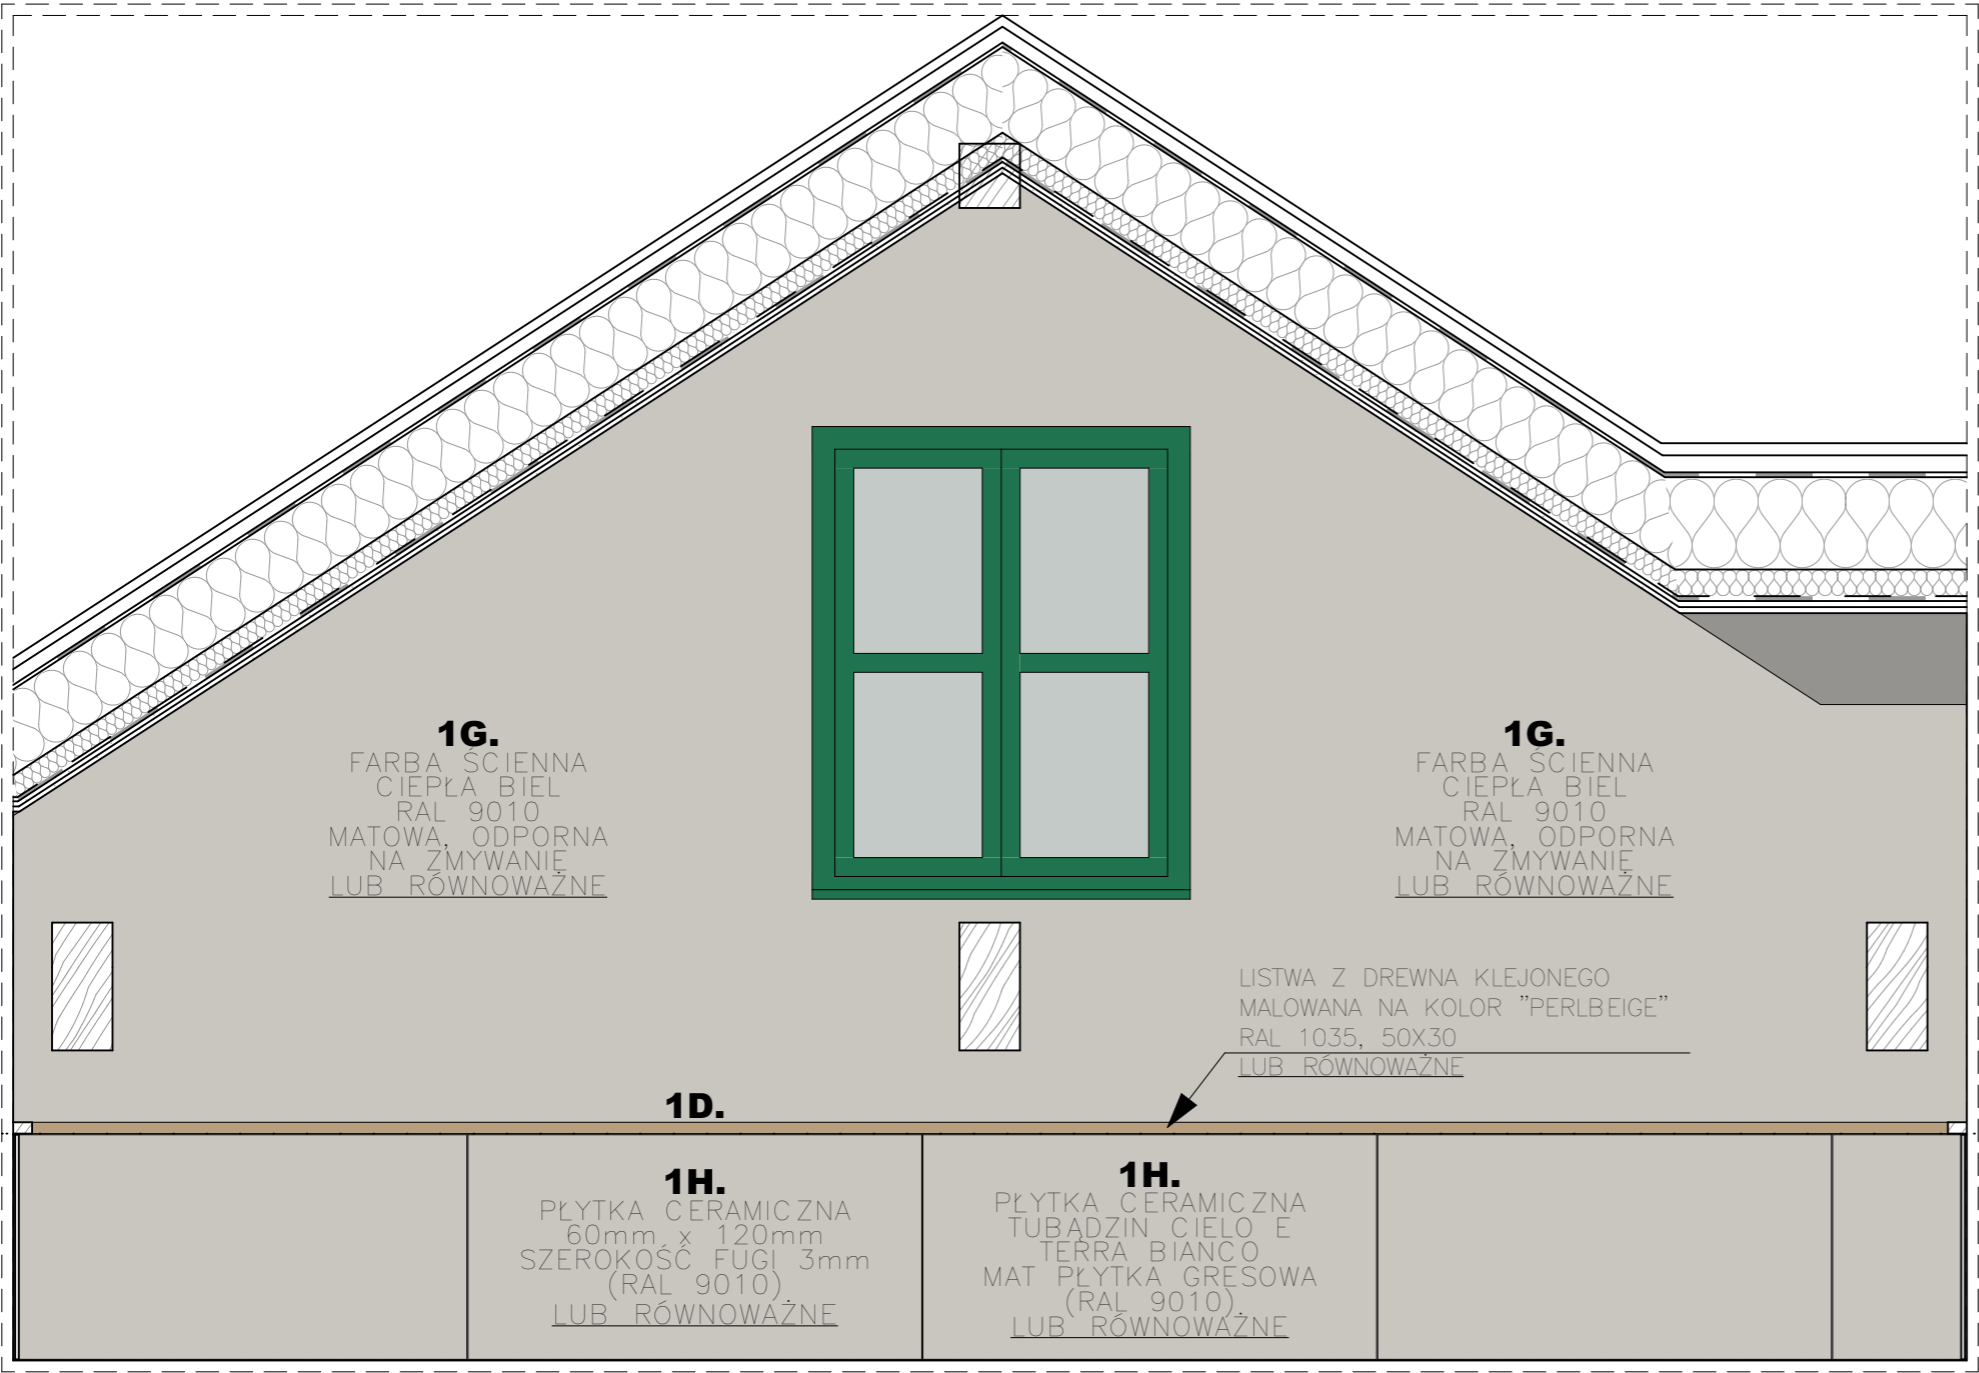 1G.
FARBA ŚCIENNA
CIEPŁA BIEL
RAL 9010
MATOWA, ODPORNA
NA ZMYWANIE
LUB RÓWNOWAŻNE
1G.
FARBA ŚCIENNA
CIEPŁA BIEL
RAL 9010
MATOWA, ODPORNA
NA ZMYWANIE
LUB RÓWNOWAŻNE
LISTWA Z DREWNA KLEJONEGO
MALOWANA NA KOLOR "PERLBEIGE"
RAL 1035, 50X30
LUB RÓWNOWAŻNE
1D.
1H.
PŁYTKA CERAMICZNA
60mm x 120mm
SZEROKOŚĆ FUGI 3mm
(RAL 9010)
LUB RÓWNOWAŻNE
1H.
PŁYTKA CERAMICZNA
TUBĄDZIN CIELO E
TERRA BIANCO
MAT PŁYTKA GRESOWA
(RAL 9010)
LUB RÓWNOWAŻNE